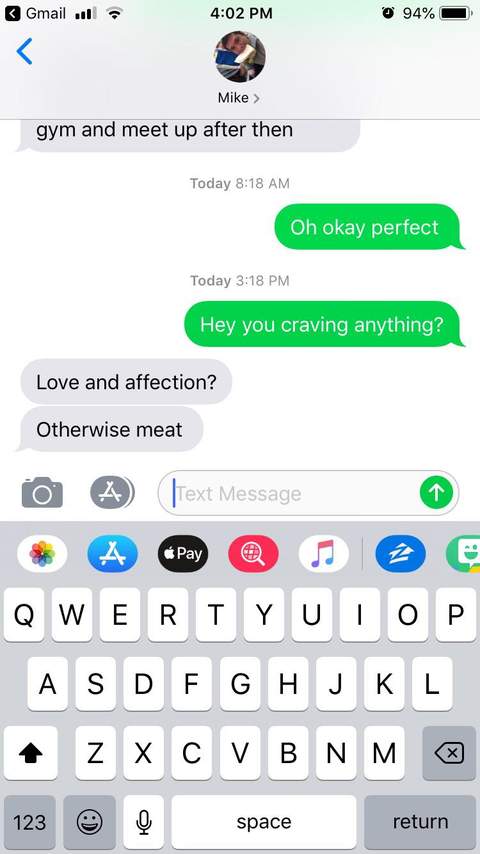 Gmail 4:02 PM 94%
Mike
gym and meet up after then
Today 8:18 AM
Oh okay perfect
Today 3:18 PM
Hey you craving anything?
Love and affection?
Otherwise meat
Text Message
Pay
Q W E R T Y U I O P
A S D F G H J K L
Z X C V B N M
123 space return